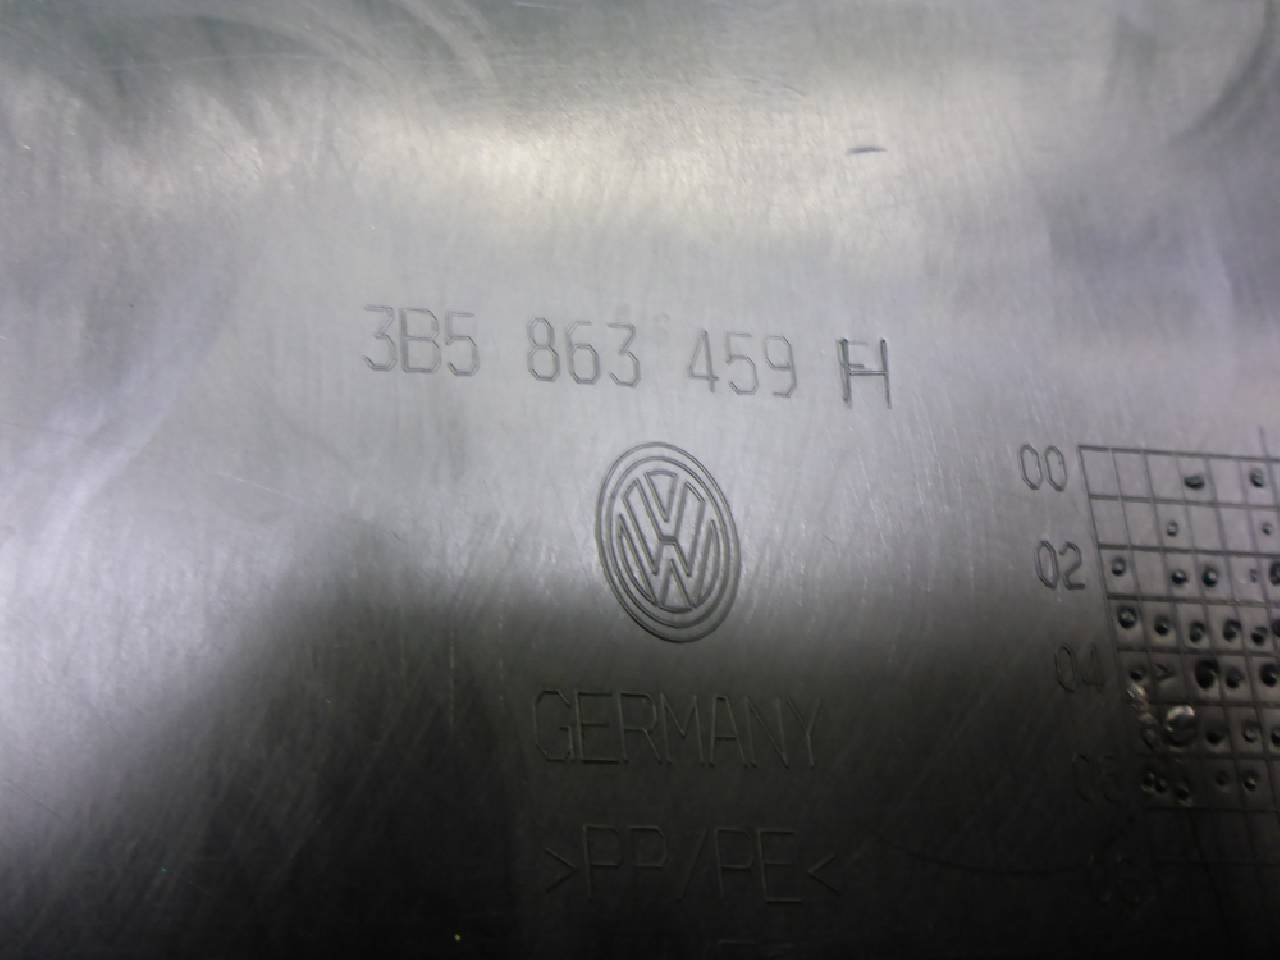 3B5 863 459 H
00
02
04
GERMANY
>PP/PE<